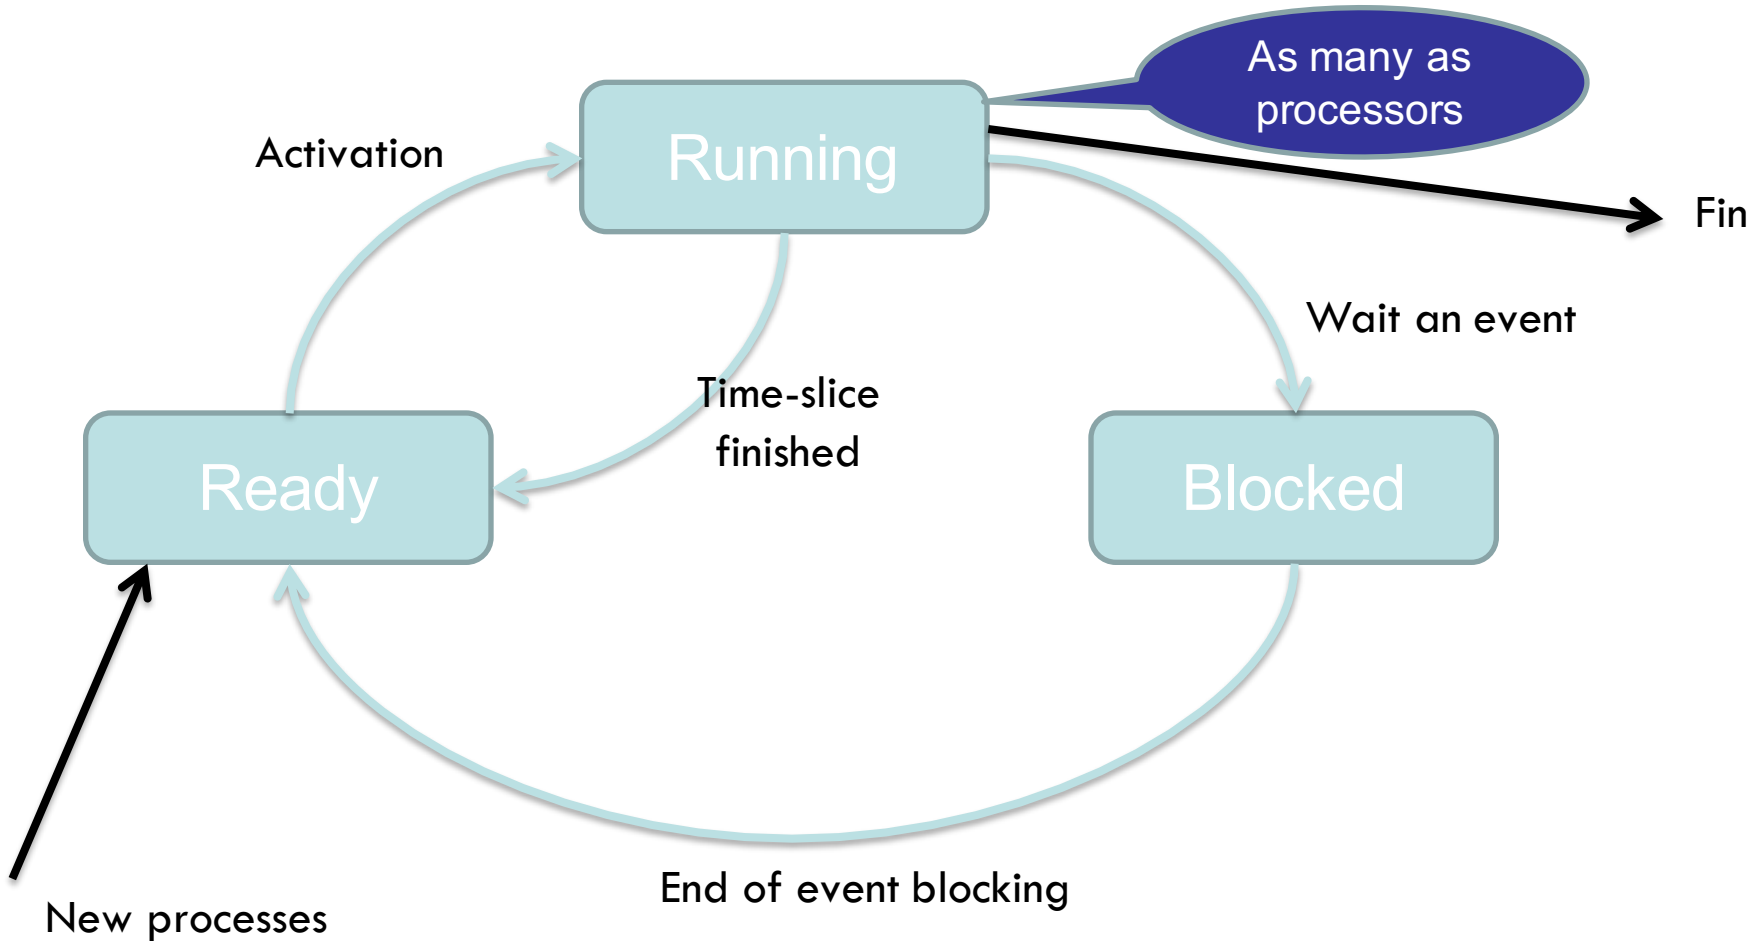 As many as
processors
Activation
Running
Fin
Wait an event
Time-slice
finished
Ready
Blocked
End of event blocking
New processes